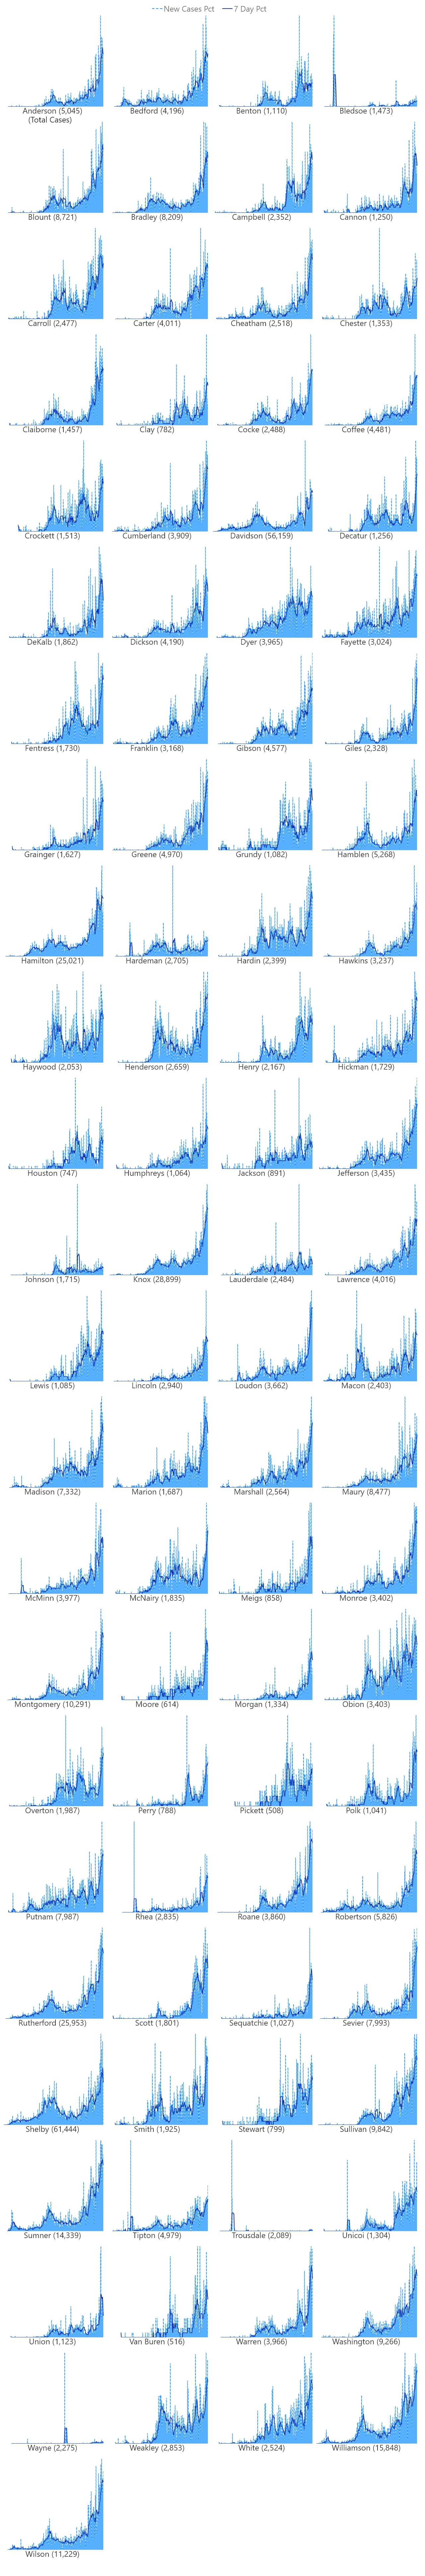 New Cases Pct 7 Day Pct
Anderson (5,045) Bedford (4,196) Benton (1,110) Bledsoe (1,473)
(Total Cases)
Blount (8,721) Bradley (8,209) Campbell (2,352) Cannon (1,250)
Carroll (2,477) Carter (4,011) Cheatham (2,518) Chester (1,353)
Claiborne (1,457) Clay (782) Cocke (2,488) Coffee (4,481)
Crockett (1,513) Cumberland (3,909) Davidson (56,159) Decatur (1,256)
DeKalb (1,862) Dickson (4,190) Dyer (3,965) Fayette (3,024)
Fentress (1,730) Franklin (3,168) Gibson (4,577) Giles (2,328)
Grainger (1,627) Greene (4,970) Grundy (1,082) Hamblen (5,268)
Hamilton (25,021) Hardeman (2,705) Hardin (2,399) Hawkins (3,237)
Haywood (2,053) Henderson (2,659) Henry (2,167) Hickman (1,729)
Houston (747) Humphreys (1,064) Jackson (891) Jefferson (3,435)
Johnson (1,715) Knox (28,899) Lauderdale (2,484) Lawrence (4,016)
Lewis (1,085) Lincoln (2,940) Loudon (3,662) Macon (2,403)
Madison (7,332) Marion (1,687) Marshall (2,564) Maury (8,477)
McMinn (3,977) McNairy (1,835) Meigs (858) Monroe (3,402)
Montgomery (10,291) Moore (614) Morgan (1,334) Obion (3,403)
Overton (1,987) Perry (788) Pickett (508) Polk (1,041)
Putnam (7,987) Rhea (2,835) Roane (3,860) Robertson (5,826)
Rutherford (25,953) Scott (1,801) Sequatchie (1,027) Sevier (7,993)
Shelby (61,444) Smith (1,925) Stewart (799) Sullivan (9,842)
Sumner (14,339) Tipton (4,979) Trousdale (2,089) Unicoi (1,304)
Union (1,123) Van Buren (516) Warren (3,966) Washington (9,266)
Wayne (2,275) Weakley (2,853) White (2,524) Williamson (15,848)
Wilson (11,229)